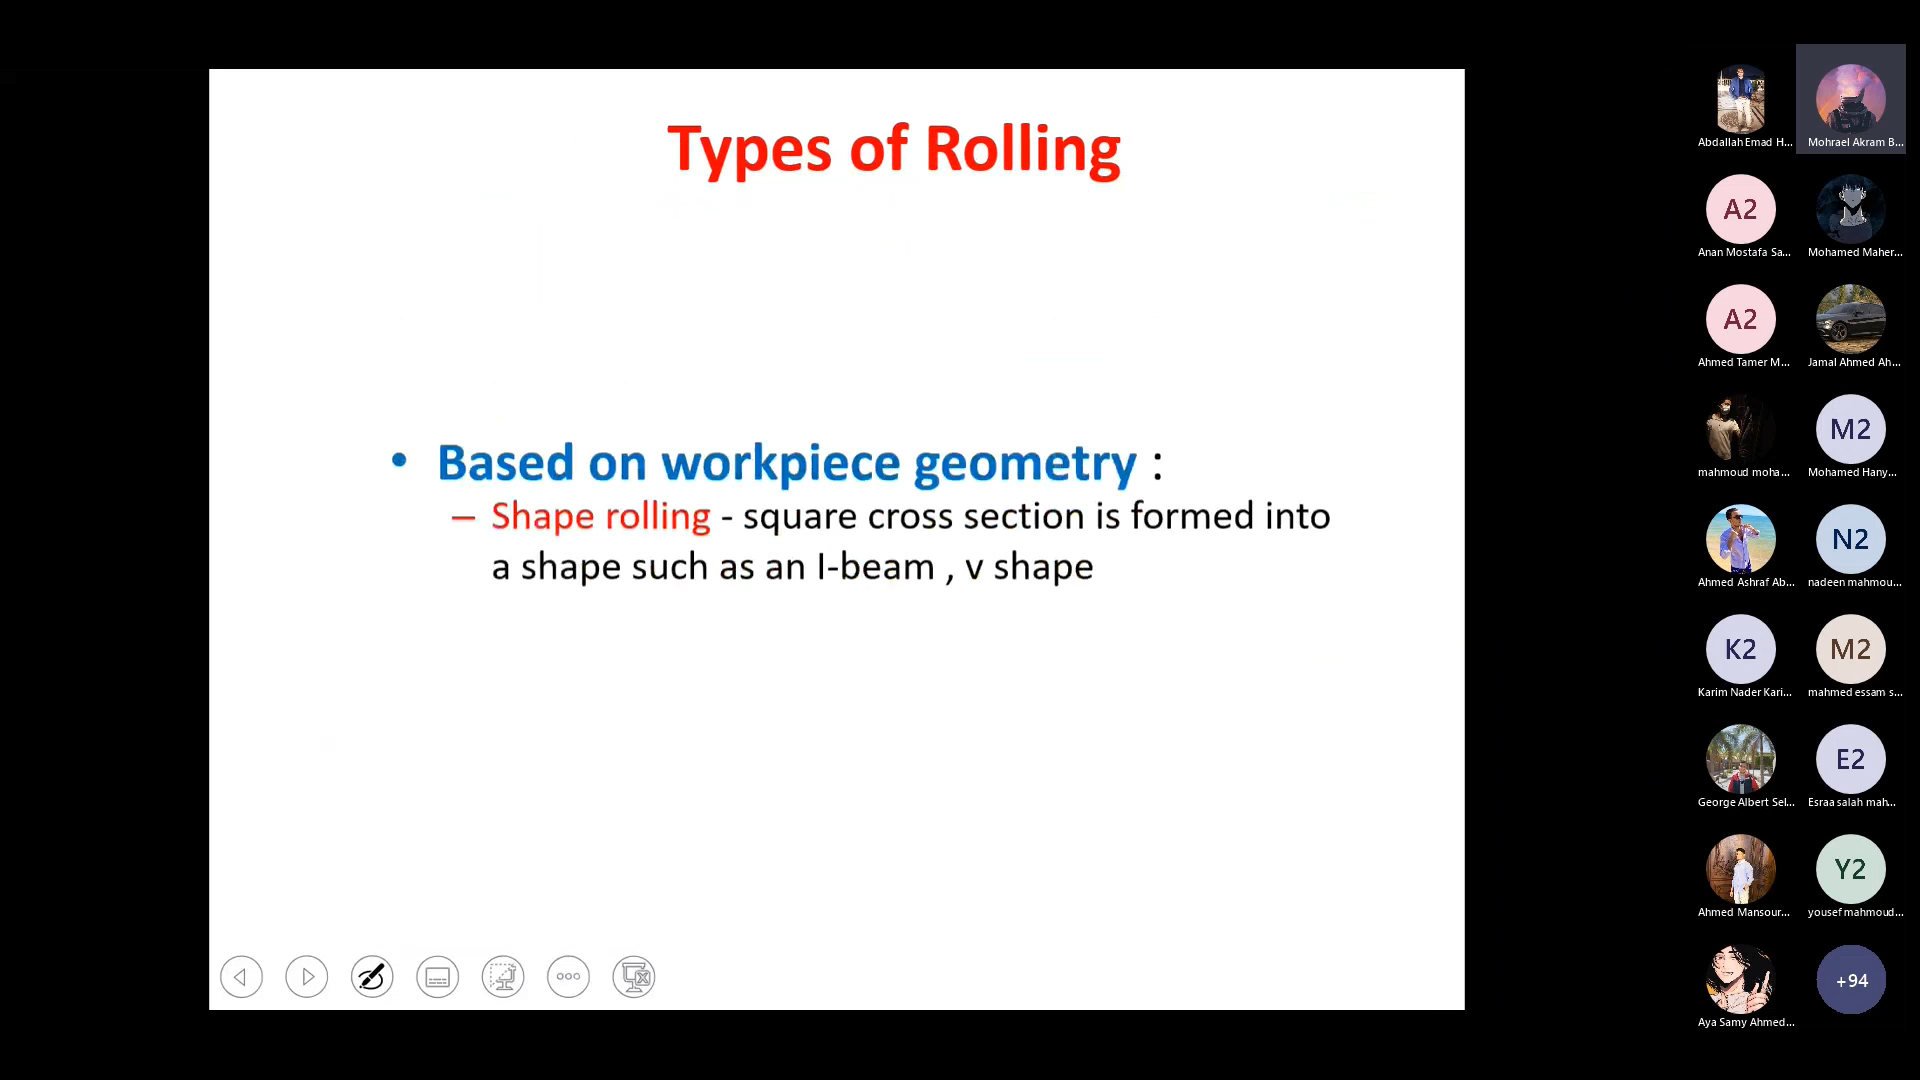 Types of Rolling
• Based on workpiece geometry :
– Shape rolling - square cross section is formed into
a shape such as an I-beam , v shape
Abdallah Emad H...
Mohrael Akram B...
A2
Anan Mostafa Sa...
Mohamed Maher...
A2
Ahmed Tamer M...
Jamal Ahmed Ah...
mahmoud moha...
M2
Mohamed Hany...
Ahmed Ashraf Ab...
N2
nadeen mahmou...
K2
Karim Nader Kari...
M2
mahmed essam s...
George Albert Sel...
E2
Esraa salah mah...
Ahmed Mansour...
Y2
yousef mahmoud...
Aya Samy Ahmed...
+94